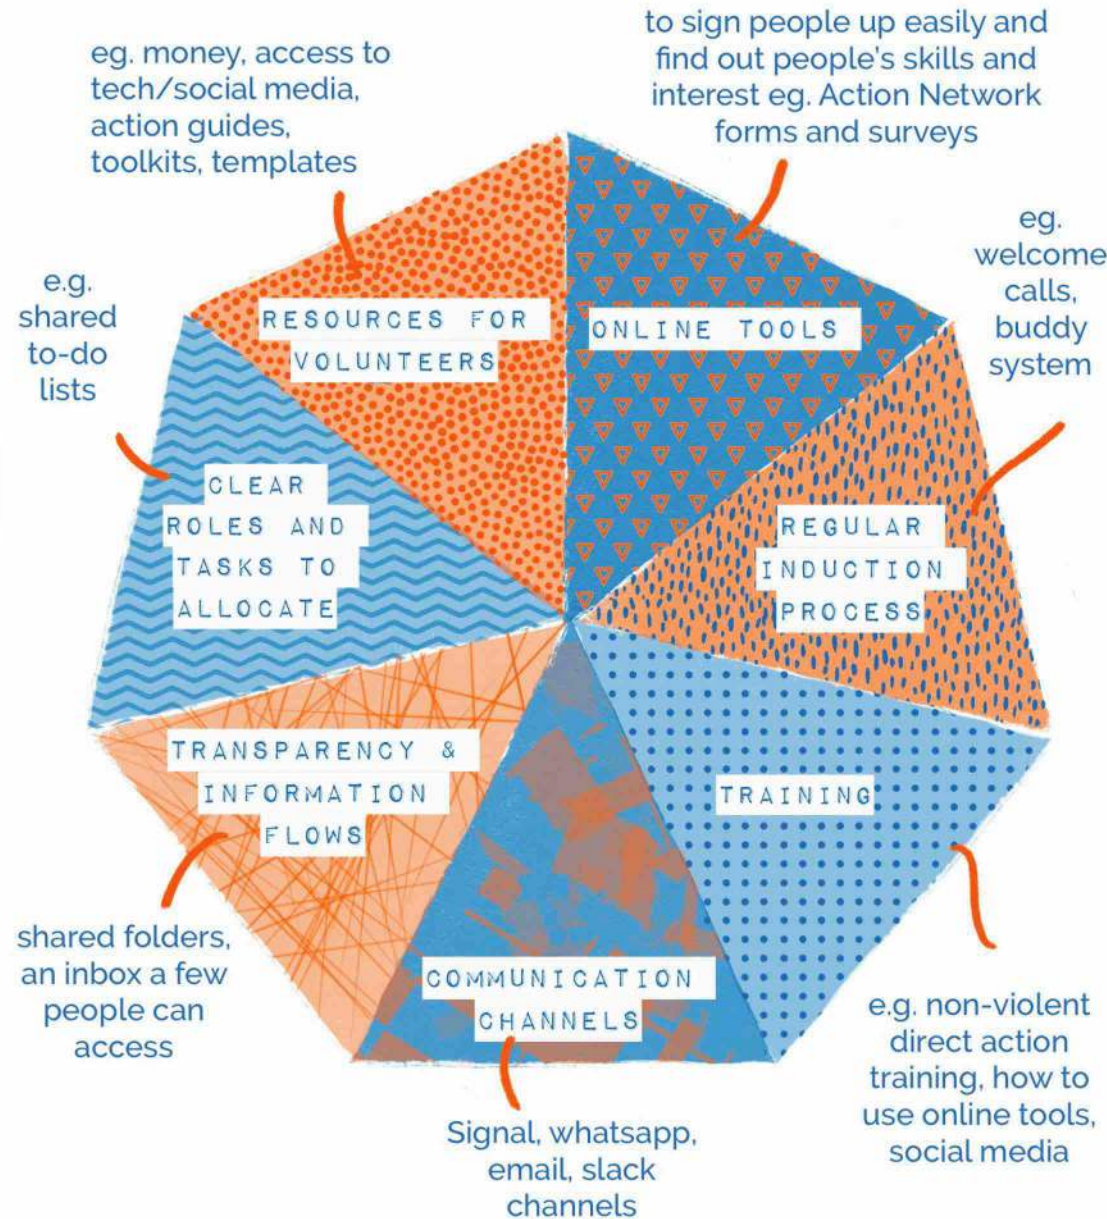 eg. money, access to
tech/social media,
action guides,
toolkits, templates
to sign people up easily and
find out people's skills and
interest eg. Action Network
forms and surveys
eg.
welcome
calls,
buddy
system
e.g.
shared
to-do
lists
RESOURCES FOR
VOLUNTEERS
ONLINE TOOLS
CLEAR
ROLES AND
TASKS TO
ALLOCATE
REGULAR
INDUCTION
PROCESS
TRANSPARENCY &
INFORMATION
FLOWS
TRAINING
COMMUNICATION
CHANNELS
shared folders,
an inbox a few
people can
access
Signal, whatsapp,
email, slack
channels
e.g. non-violent
direct action
training, how to
use online tools,
social media